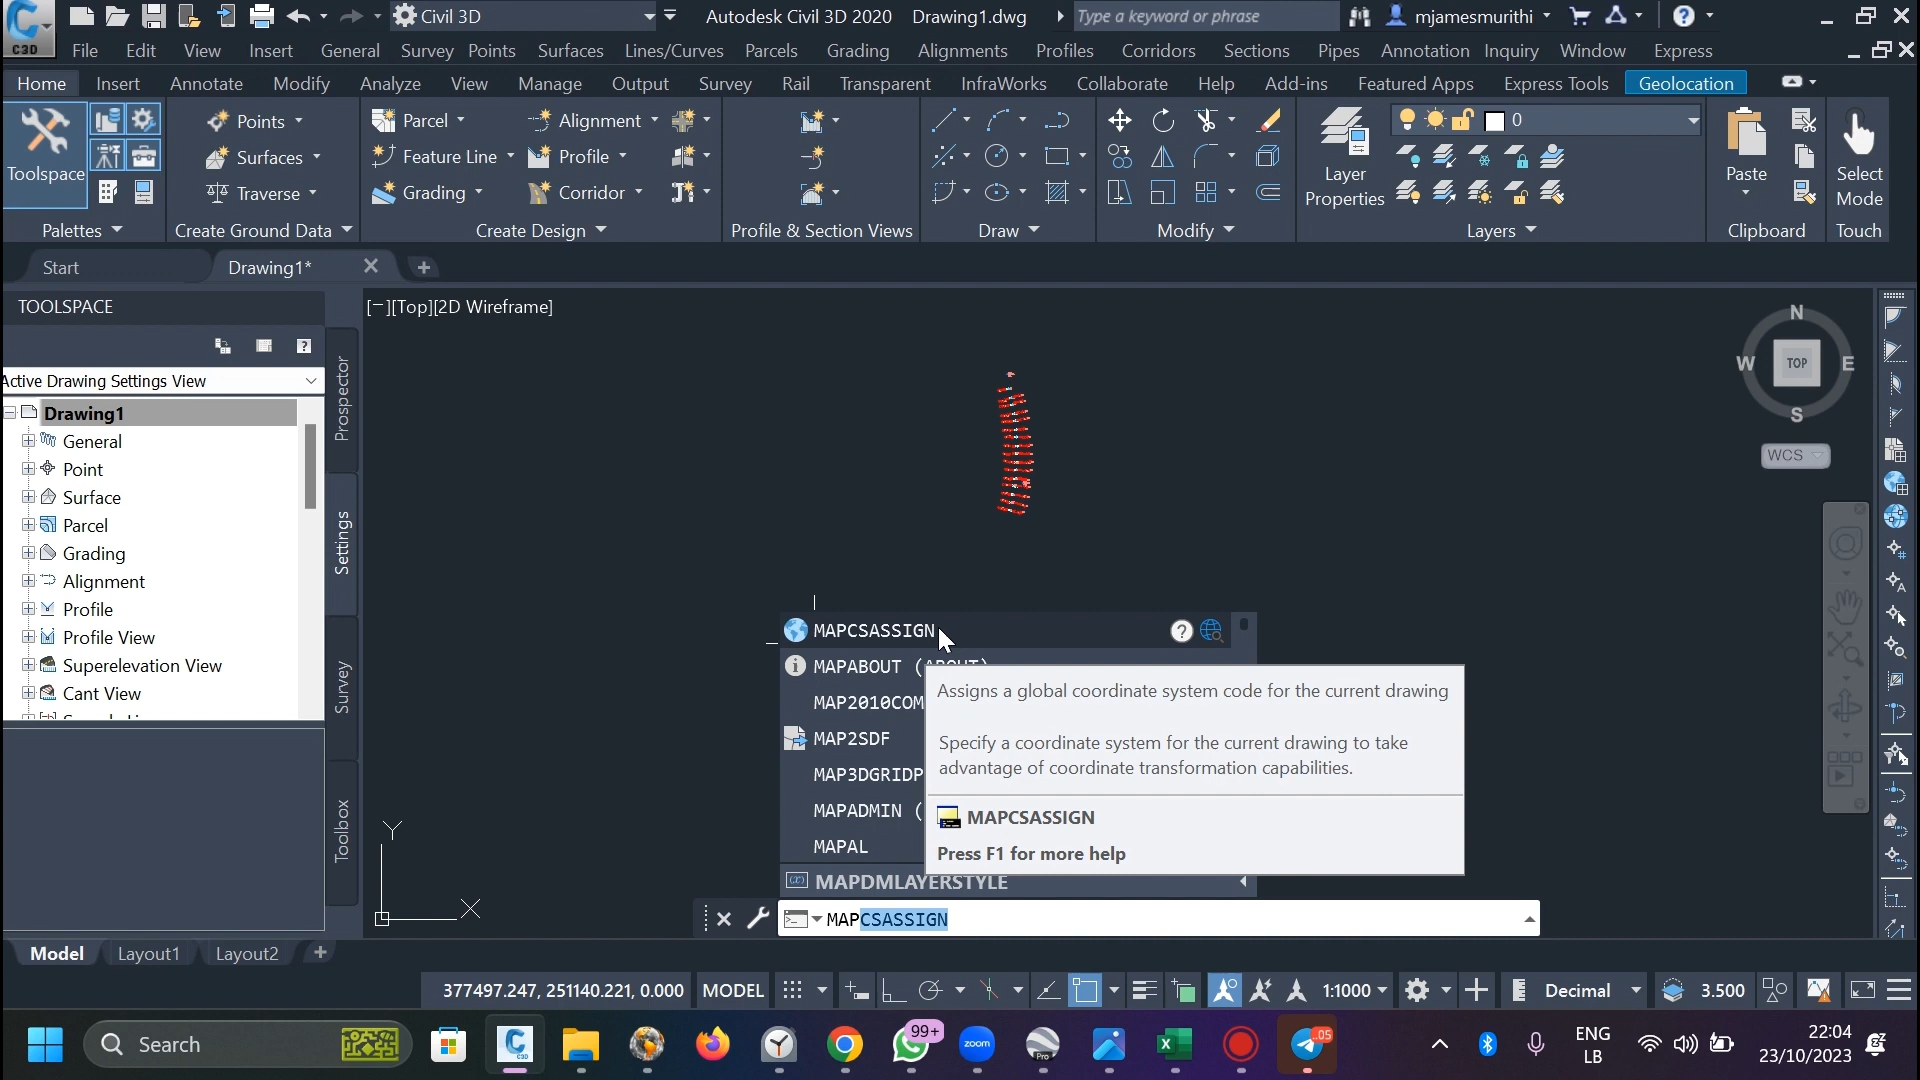 Civil 3D
Autodesk Civil 3D 2020 Drawing1.dwg
Type a keyword or phrase
mjamesmurithi
C3D
File Edit View Insert General Survey Points Surfaces Lines/Curves Parcels Grading Alignments Profiles Corridors Sections Pipes Annotation Inquiry Window Express
Home Insert Annotate Modify Analyze View Manage Output Survey Rail Transparent InfraWorks Collaborate Help Add-ins Featured Apps Express Tools Geolocation
Toolspace
Points
Surfaces
Traverse
Parcel
Feature Line
Grading
Alignment
Profile
Corridor
Layer
Properties
0
Paste
Select
Mode
Palettes
Create Ground Data
Create Design
Profile & Section Views
Draw
Modify
Layers
Clipboard
Touch
Start
Drawing1*
TOOLSPACE
[−][Top][2D Wireframe]
Active Drawing Settings View
Drawing1
General
Point
Surface
Parcel
Grading
Alignment
Profile
Profile View
Superelevation View
Cant View
Prospector
Settings
Survey
Toolbox
N
W
TOP
E
S
WCS
MAPCSASSIGN
MAPABOUT (ABOUT)
MAP2010COM
MAP2SDF
MAP3DGRIDP
MAPADMIN (
MAPAL
MAPDMLAYERSTYLE
Assigns a global coordinate system code for the current drawing
Specify a coordinate system for the current drawing to take
advantage of coordinate transformation capabilities.
MAPCSASSIGN
Press F1 for more help
MAPCSASSIGN
Y
X
Model Layout1 Layout2
377497.247, 251140.221, 0.000 MODEL
1:1000
Decimal
3.500
Search
99+
zoom
Pro
.05
ENG
LB
22:04
23/10/2023